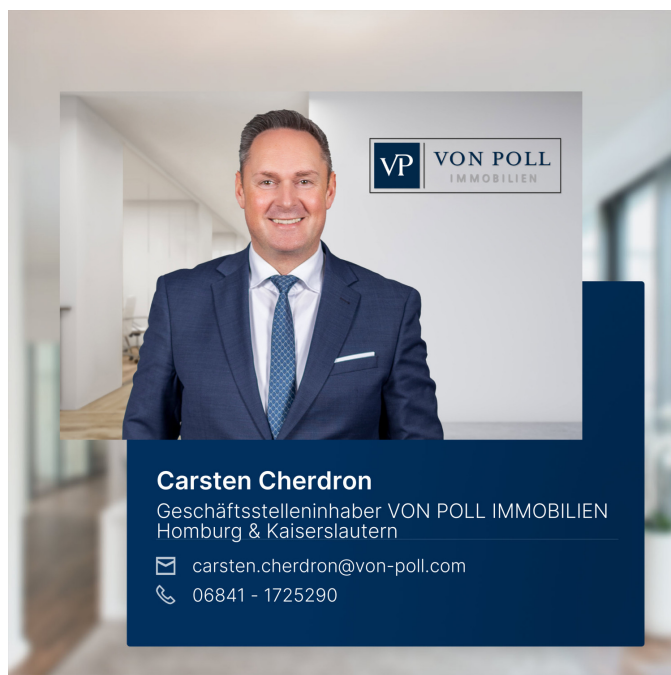 VP VON POLL
IMMOBILIEN
Carsten Cherdron
Geschäftsstelleninhaber VON POLL IMMOBILIEN
Homburg & Kaiserslautern
carsten.cherdron@von-poll.com
06841 - 1725290